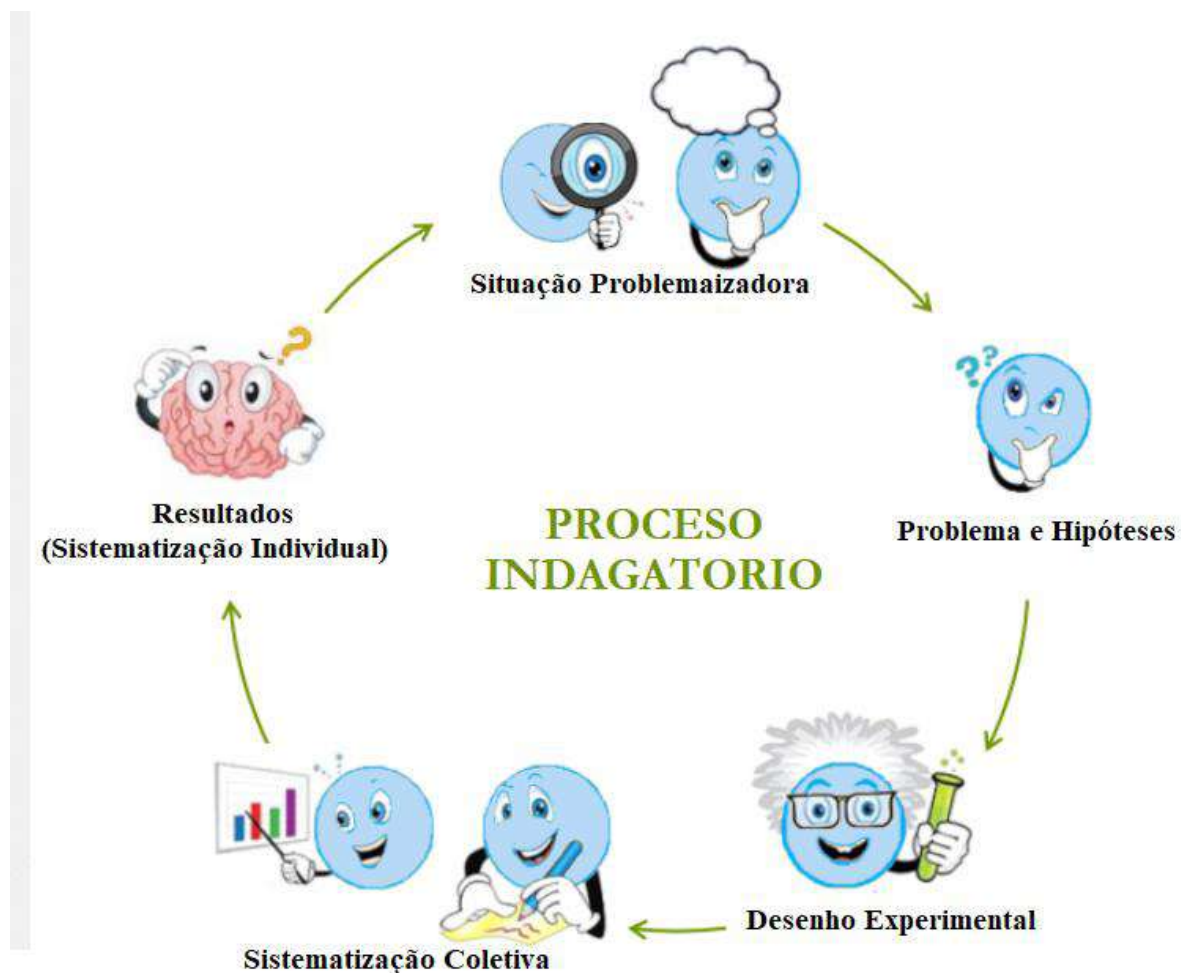 Situação Problemaizadora
Problema e Hipóteses
Desenho Experimental
Sistematização Coletiva
Resultados
(Sistematização Individual)
PROCESO
INDAGATORIO